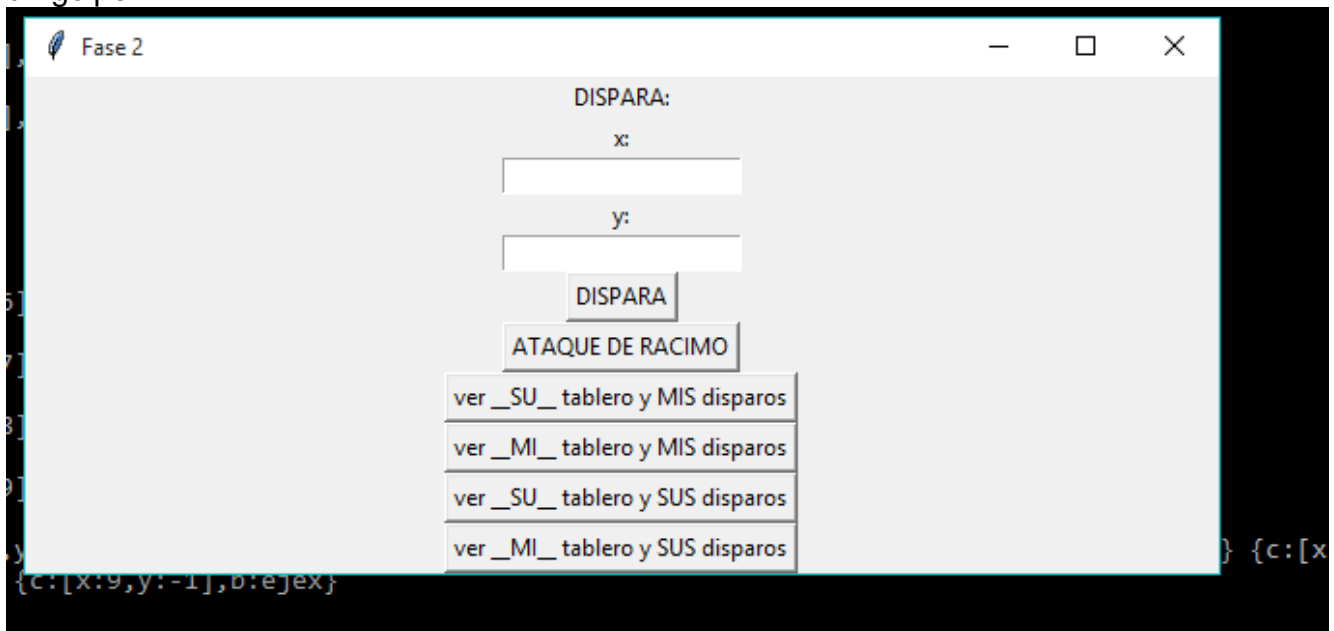 Fase 2
DISPARA:
x:
y:
DISPARA
ATAQUE DE RACIMO
ver __SU__ tablero y MIS disparos
ver __MI__ tablero y MIS disparos
ver __SU__ tablero y SUS disparos
ver __MI__ tablero y SUS disparos
} {c:[x
{c:[x:9,y:-1],b:ejex}